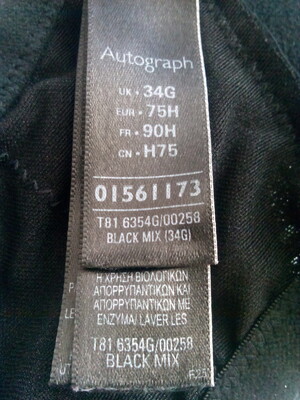 Autograph
UK • 34G
EUR • 75H
FR • 90H
CN • H75
01561173
T81 6354G/00258
BLACK MIX (34G)
Η ΧΡΗΣΗ ΒΙΟΛΟΓΙΚΩΝ
ΑΠΟΡΡΥΠΑΝΤΙΚΩΝ ΚΑΙ
ΑΠΟΡΡΥΠΑΝΤΙΚΩΝ ΜΕ
ΕΝΖΥΜΑ/ LAVER LES
T81 6354G/00258
BLACK MIX